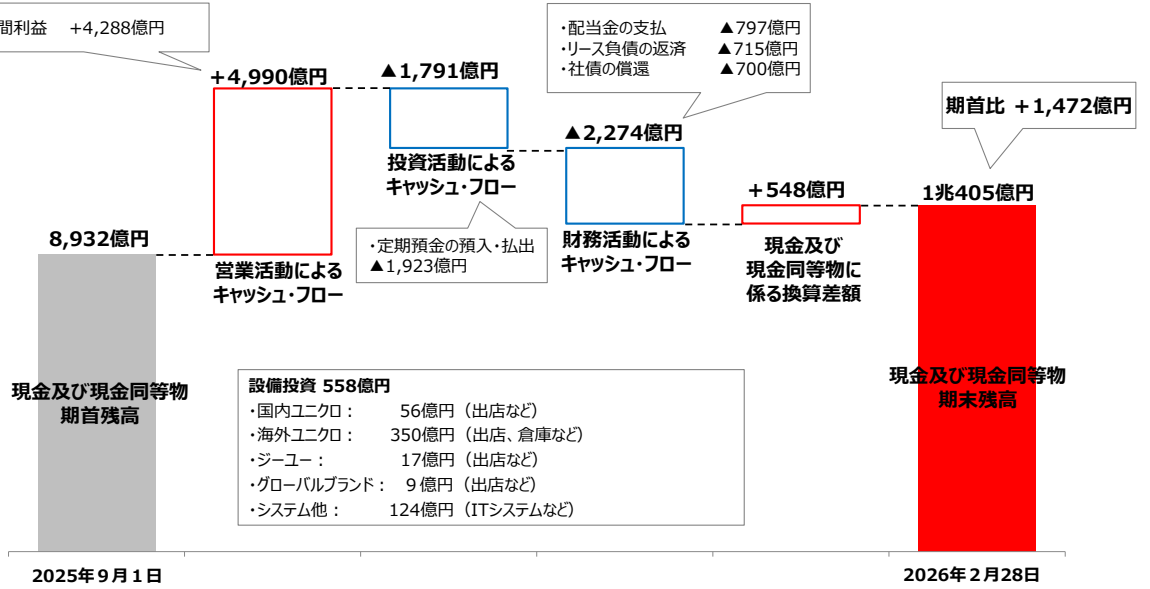 間利益 +4,288億円
・配当金の支払 ▲797億円
・リース負債の返済 ▲715億円
・社債の償還 ▲700億円
+4,990億円
▲1,791億円
▲2,274億円
期首比 +1,472億円
投資活動による
キャッシュ・フロー
+548億円
1兆405億円
8,932億円
・定期預金の預入・払出
▲1,923億円
営業活動による
キャッシュ・フロー
財務活動による
キャッシュ・フロー
現金及び
現金同等物に
係る換算差額
現金及び現金同等物
期首残高
設備投資 558億円
・国内ユニクロ： 56億円（出店など）
・海外ユニクロ： 350億円（出店、倉庫など）
・ジーユー： 17億円（出店など）
・グローバルブランド： 9億円（出店など）
・システム他： 124億円（ITシステムなど）
現金及び現金同等物
期末残高
2025年9月1日
2026年2月28日